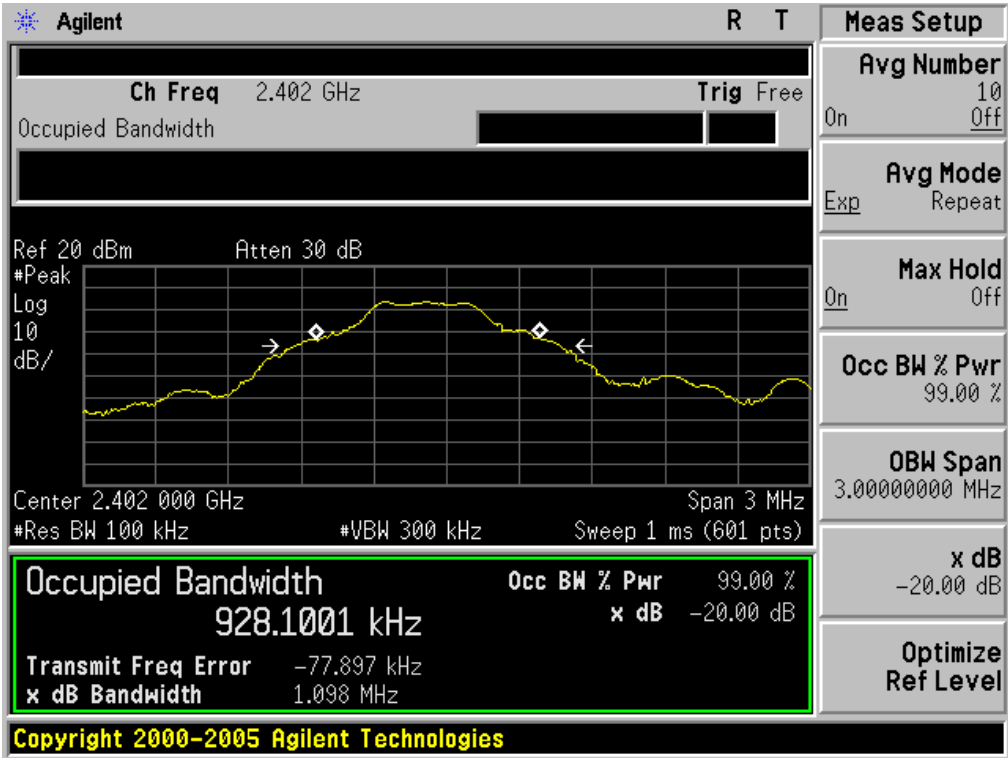 Agilent R T
Ch Freq 2.402 GHz Trig Free
Occupied Bandwidth
Ref 20 dBm Atten 30 dB
#Peak
Log
10
dB/
Center 2.402 000 GHz Span 3 MHz
#Res BW 100 kHz #VBW 300 kHz Sweep 1 ms (601 pts)
Occupied Bandwidth
928.1001 kHz
Occ BW % Pwr 99.00 %
x dB -20.00 dB
Transmit Freq Error -77.897 kHz
x dB Bandwidth 1.098 MHz
Copyright 2000-2005 Agilent Technologies
Meas Setup
Avg Number
10
On Off
Avg Mode
Exp Repeat
Max Hold
On Off
Occ BW % Pwr
99.00 %
OBW Span
3.00000000 MHz
x dB
-20.00 dB
Optimize
Ref Level